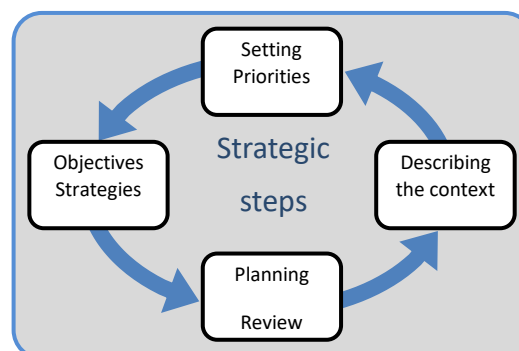 Setting
Priorities
Objectives
Strategies
Strategic
steps
Describing
the context
Planning
Review